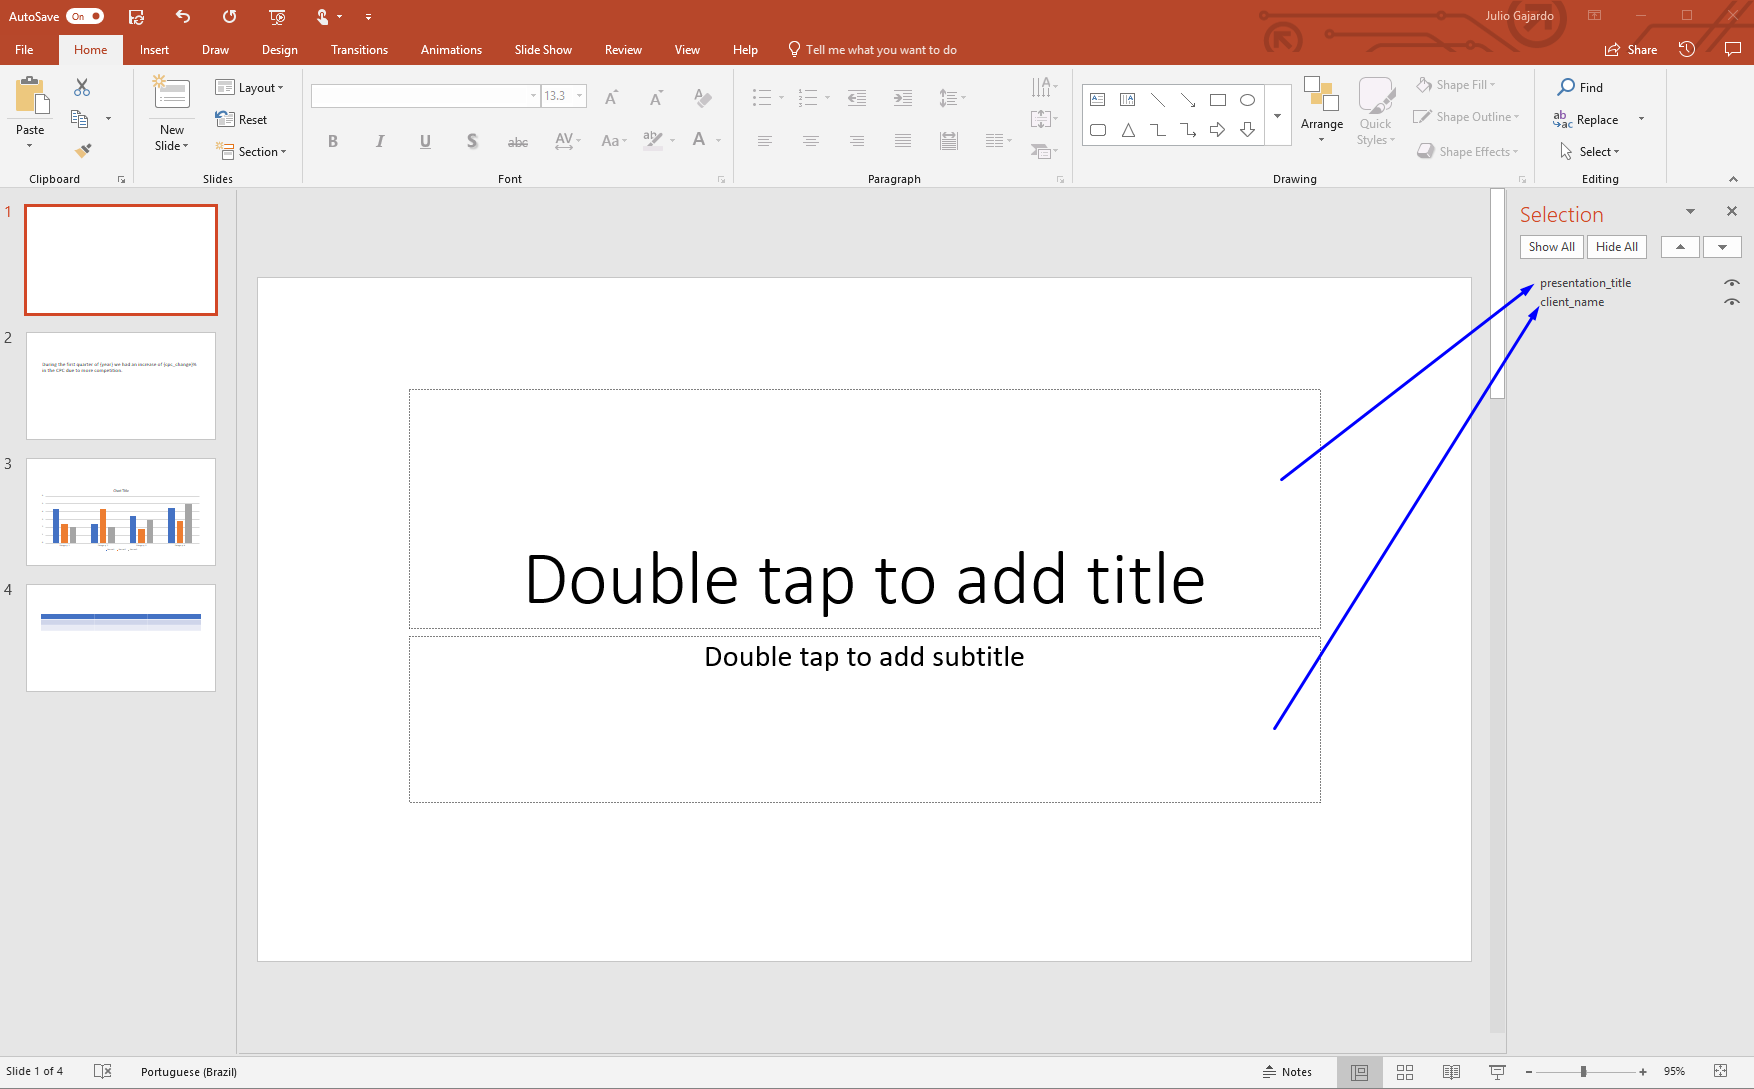 AutoSave On
Julio Gajardo
File Home Insert Draw Design Transitions Animations Slide Show Review View Help Tell me what you want to do Share
Paste
Clipboard
New Slide
Layout
Reset
Section
Slides
13.3
B I U S abc AV Aa ab A
Font
Paragraph
Arrange
Quick Styles
Shape Fill
Shape Outline
Shape Effects
Drawing
Find
Replace
Select
Editing
1
2
During the first quarter of {year} we had an increase of {cpc_change}%
in the CPC due to more competition.
3
Chart Title
4
Double tap to add title
Double tap to add subtitle
Selection
Show All Hide All
presentation_title
client_name
Slide 1 of 4 Portuguese (Brazil) Notes 95%